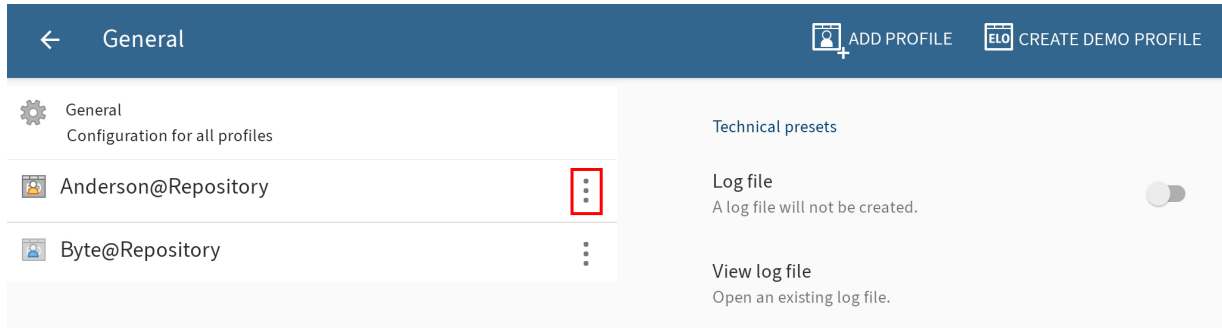 General
ADD PROFILE
ELO CREATE DEMO PROFILE
General
Configuration for all profiles
Anderson@Repository
Byte@Repository
Technical presets
Log file
A log file will not be created.
View log file
Open an existing log file.